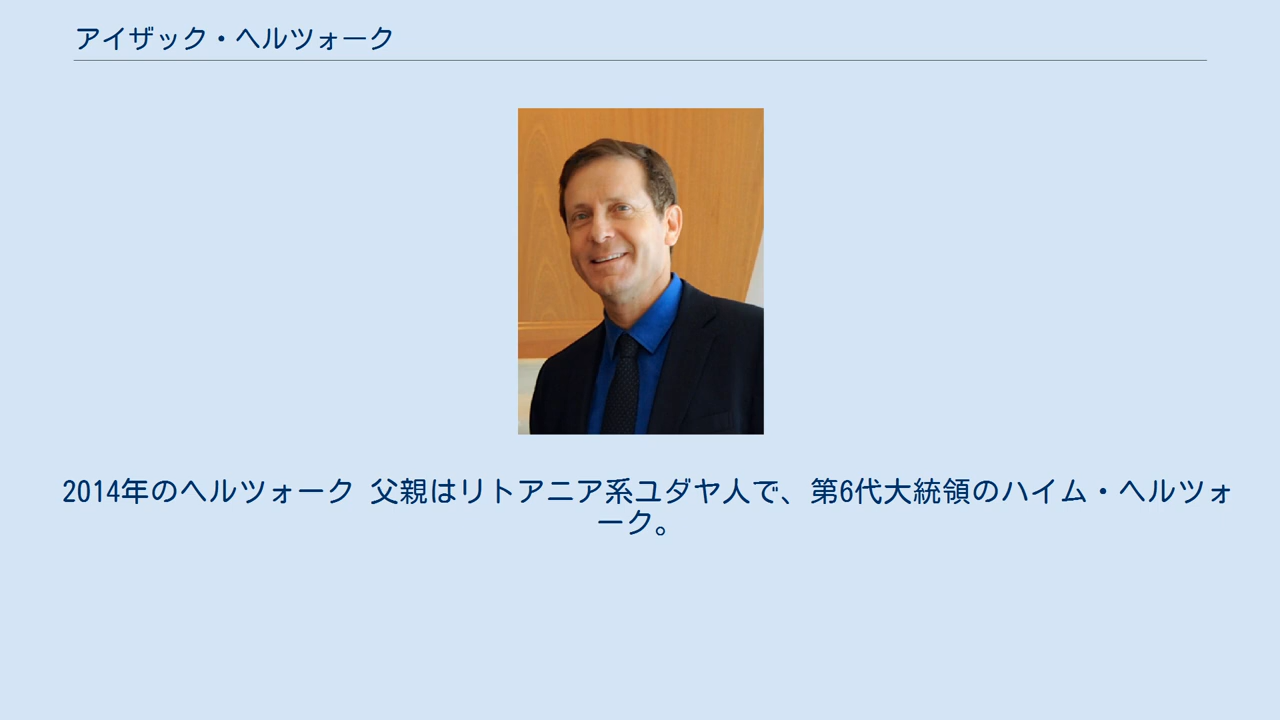 アイザック・ヘルツォーク
2014年のヘルツォーク 父親はリトアニア系ユダヤ人で、第6代大統領のハイム・ヘルツォ
ーク。